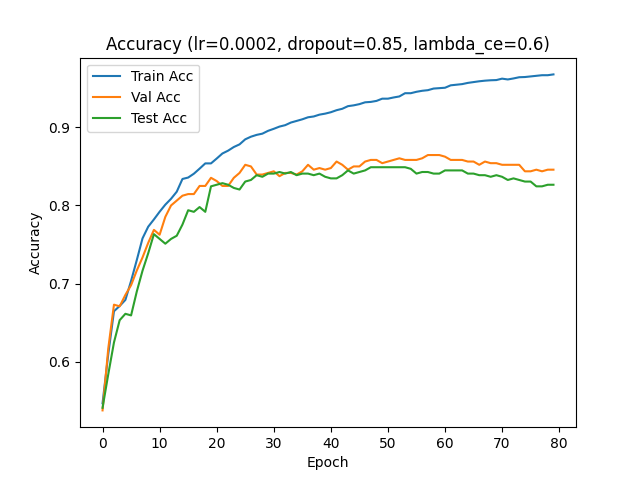 Accuracy (lr=0.0002, dropout=0.85, lambda_ce=0.6)
Train Acc
Val Acc
Test Acc
0.9
0.8
0.7
0.6
Accuracy
0 10 20 30 40 50 60 70 80
Epoch